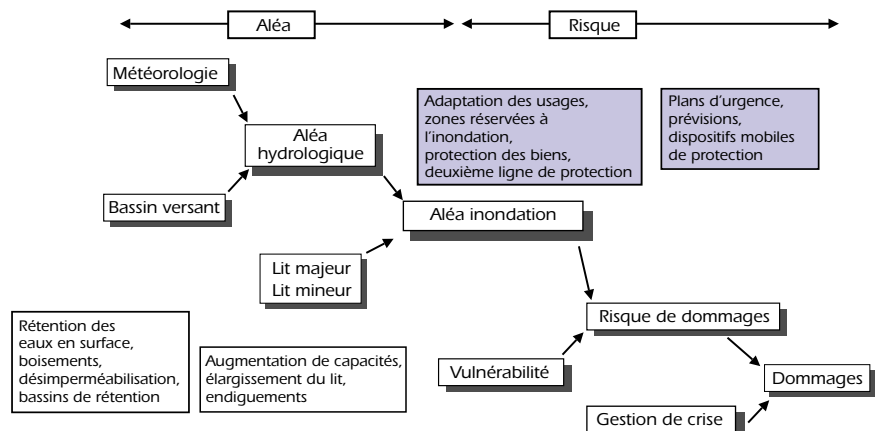 Aléa
Risque
Météorologie
Adaptation des usages,
zones réservées à
l'inondation,
protection des biens,
deuxième ligne de protection
Plans d'urgence,
prévisions,
dispositifs mobiles
de protection
Aléa
hydrologique
Bassin versant
Aléa inondation
Lit majeur
Lit mineur
Rétention des
eaux en surface,
boisements,
désimperméabilisation,
bassins de rétention
Augmentation de capacités,
élargissement du lit,
endiguements
Risque de dommages
Vulnérabilité
Dommages
Gestion de crise